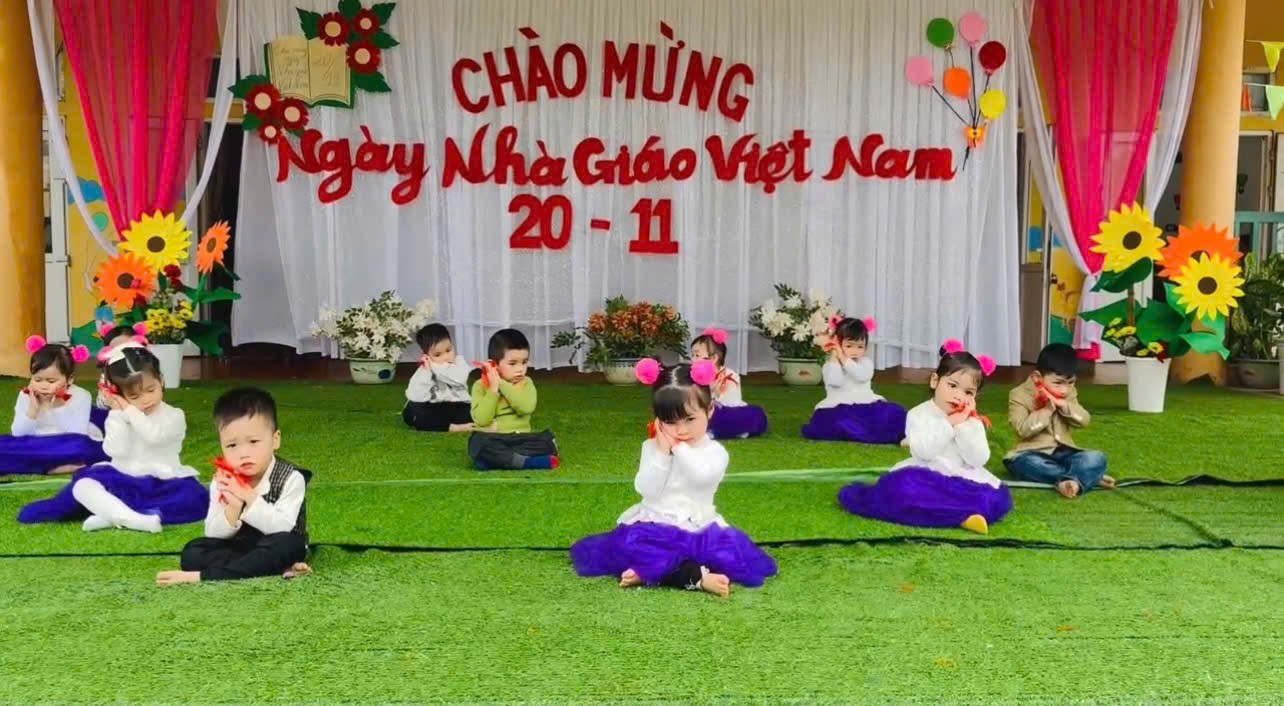 CHÀO MỪNG
Ngày Nhà Giáo Việt Nam
20 - 11